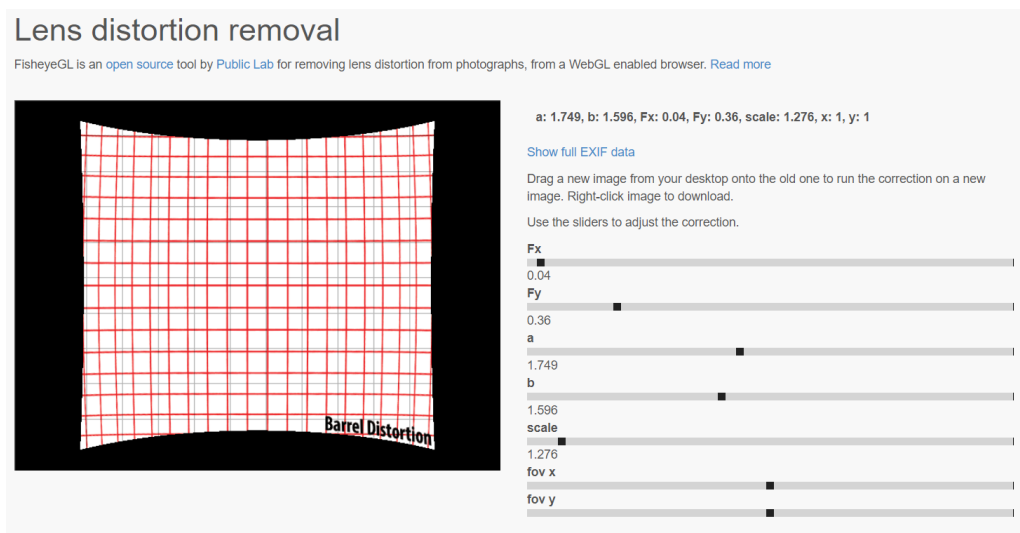 Lens distortion removal
FisheyeGL is an open source tool by Public Lab for removing lens distortion from photographs, from a WebGL enabled browser. Read more
Barrel Distortion
a: 1.749, b: 1.596, Fx: 0.04, Fy: 0.36, scale: 1.276, x: 1, y: 1
Show full EXIF data
Drag a new image from your desktop onto the old one to run the correction on a new
image. Right-click image to download.
Use the sliders to adjust the correction.
Fx
0.04
Fy
0.36
a
1.749
b
1.596
scale
1.276
fov x
fov y